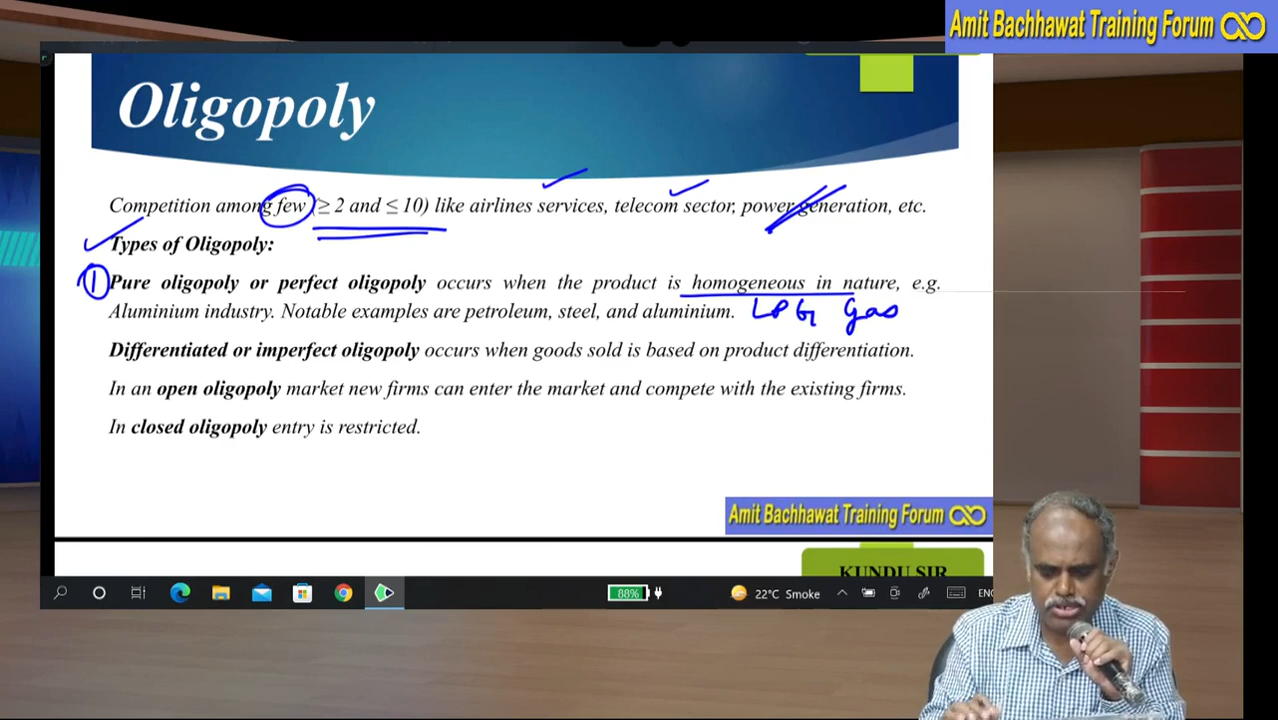 Amit Bachhawat Training Forum
Oligopoly
Competition among few (≥ 2 and ≤ 10) like airlines services, telecom sector, power generation, etc.
Types of Oligopoly:
1 Pure oligopoly or perfect oligopoly occurs when the product is homogeneous in nature, e.g.
Aluminium industry. Notable examples are petroleum, steel, and aluminium. LPG Gas
Differentiated or imperfect oligopoly occurs when goods sold is based on product differentiation.
In an open oligopoly market new firms can enter the market and compete with the existing firms.
In closed oligopoly entry is restricted.
Amit Bachhawat Training Forum
KUNDU SIR
88% 22°C Smoke ENG